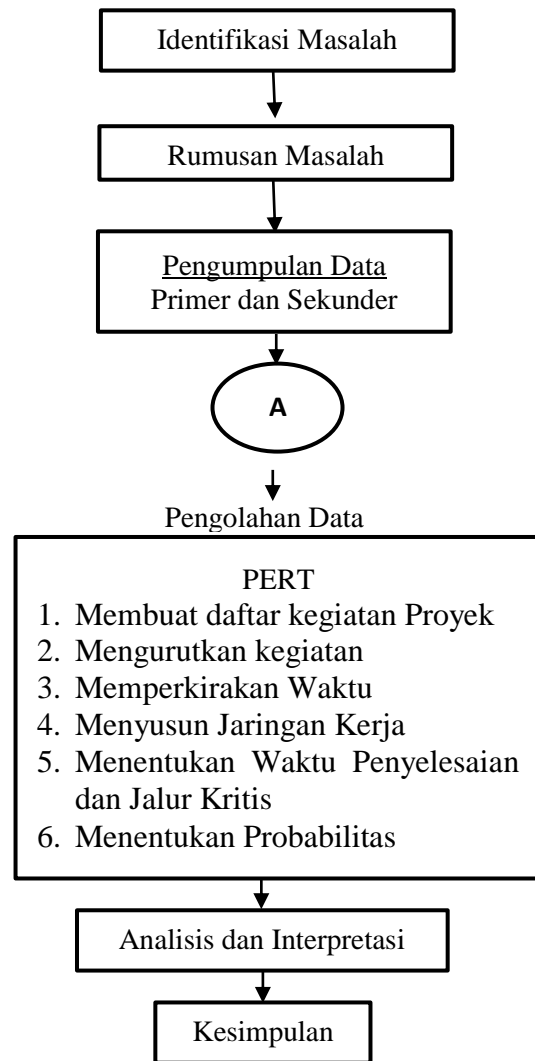 Identifikasi Masalah
Rumusan Masalah
Pengumpulan Data
Primer dan Sekunder
A
Pengolahan Data
PERT
1. Membuat daftar kegiatan Proyek
2. Mengurutkan kegiatan
3. Memperkirakan Waktu
4. Menyusun Jaringan Kerja
5. Menentukan Waktu Penyelesaian
dan Jalur Kritis
6. Menentukan Probabilitas
Analisis dan Interpretasi
Kesimpulan